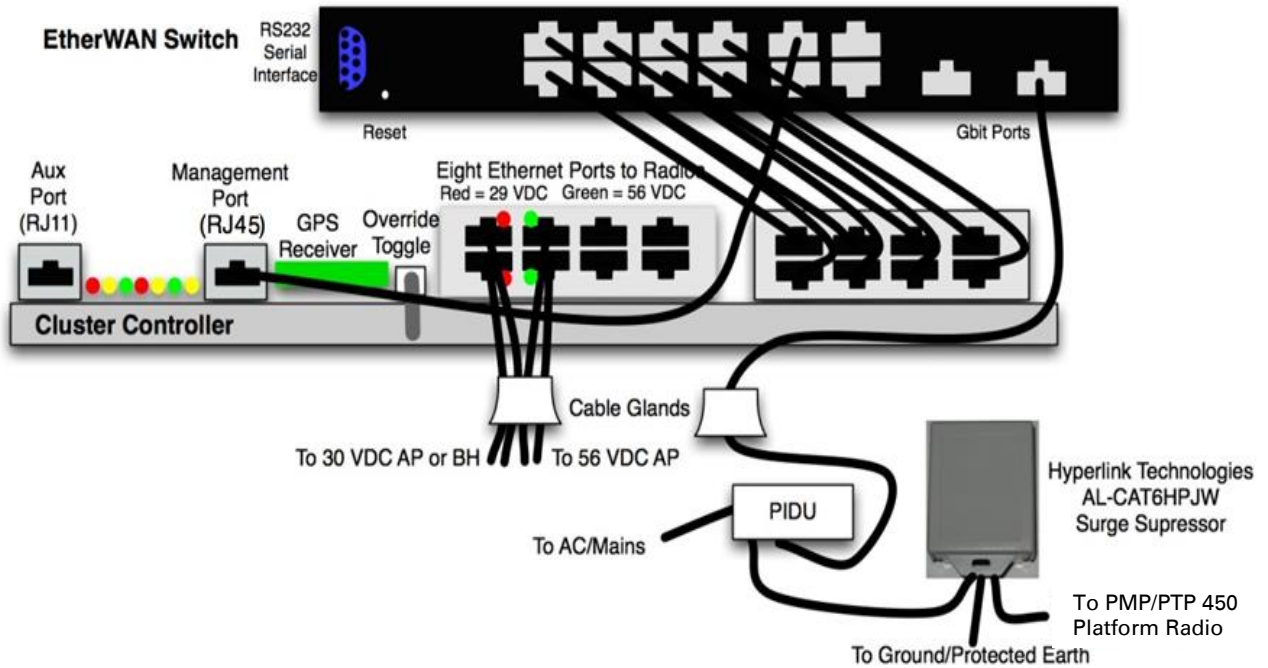 EtherWAN Switch
RS232
Serial
Interface
Reset
Gbit Ports
Aux
Port
(RJ11)
Management
Port
(RJ45)
GPS
Receiver
Override
Toggle
Eight Ethernet Ports to Radios
Red = 29 VDC Green = 56 VDC
Cluster Controller
Cable Glands
To 30 VDC AP or BH
To 56 VDC AP
PIDU
To AC/Mains
Hyperlink Technologies
AL-CAT6HPJW
Surge Supressor
To PMP/PTP 450
Platform Radio
To Ground/Protected Earth